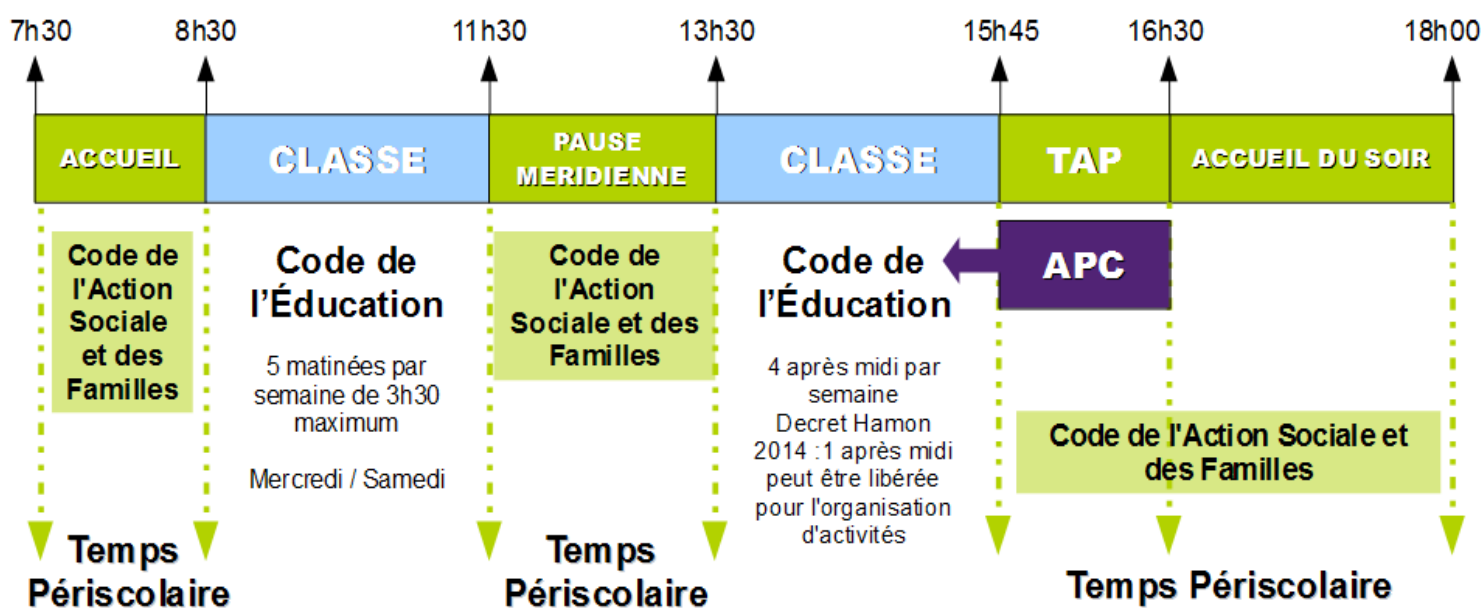 7h30 8h30 11h30 13h30 15h45 16h30 18h00
ACCUEIL
CLASSE
PAUSE
MERIDIENNE
CLASSE
TAP
ACCUEIL DU SOIR
Code de
l'Action
Sociale
et des
Familles
Code de
l’Éducation
5 matinées par
semaine de 3h30
maximum
Mercredi / Samedi
Code de
l'Action
Sociale et des
Familles
Code de
l’Éducation
4 après midi par
semaine
Decret Hamon
2014 :1 après midi
peut être libérée
pour l'organisation
d'activités
APC
Code de l'Action Sociale et
des Familles
Temps
Périscolaire
Temps
Périscolaire
Temps Périscolaire